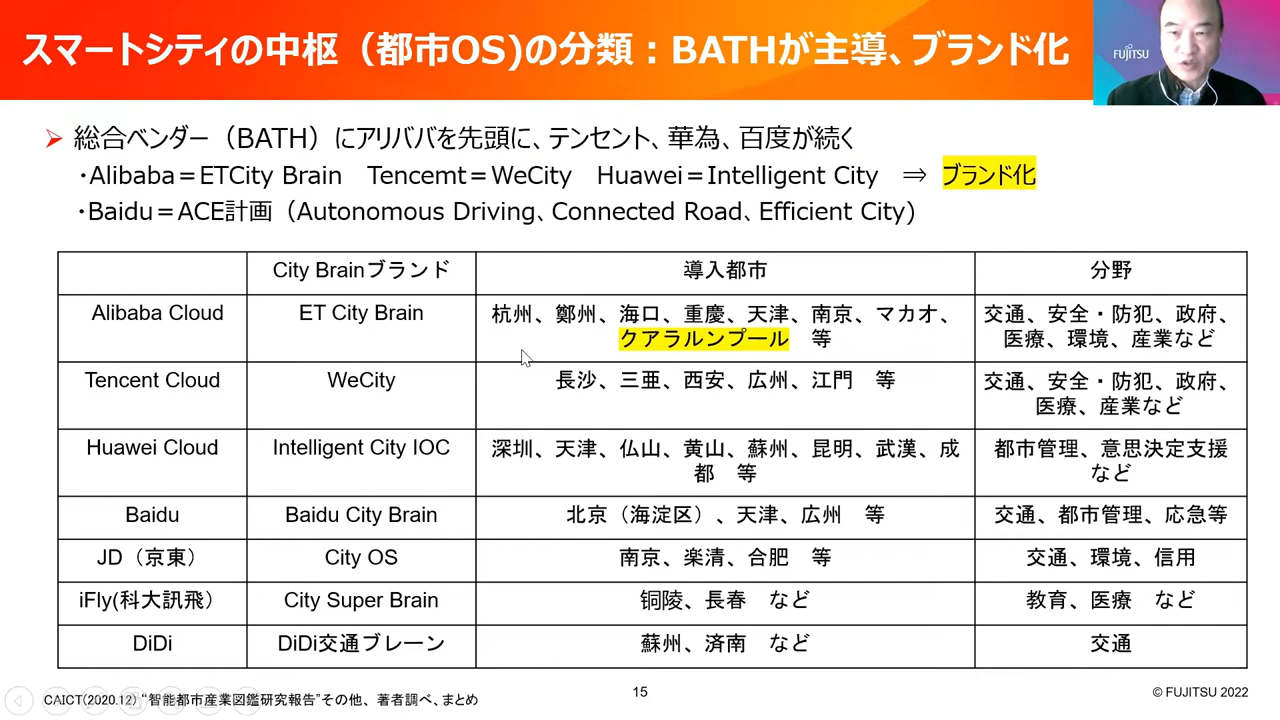 スマートシティの中枢（都市OS)の分類：BATHが主導、ブランド化
FUJITSU
総合ベンダー（BATH）にアリババを先頭に、テンセント、華為、百度が続く
・Alibaba＝ETCity Brain　Tencemt＝WeCity　Huawei＝Intelligent City　⇒　ブランド化
・Baidu＝ACE計画（Autonomous Driving、Connected Road、Efficient City)
City Brainブランド　導入都市　分野
Alibaba Cloud　ET City Brain　杭州、鄭州、海口、重慶、天津、南京、マカオ、　交通、安全・防犯、政府、
クアラルンプール　等　医療、環境、産業など
Tencent Cloud　WeCity　長沙、三亜、西安、広州、江門　等　交通、安全・防犯、政府、
医療、産業など
Huawei Cloud　Intelligent City IOC　深圳、天津、仏山、黄山、蘇州、昆明、武漢、成　都市管理、意思決定支援
都　等　など
Baidu　Baidu City Brain　北京（海淀区）、天津、広州　等　交通、都市管理、応急等
JD（京東）　City OS　南京、楽清、合肥　等　交通、環境、信用
iFly(科大訊飛）　City Super Brain　铜陵、長春　など　教育、医療　など
DiDi　DiDi交通ブレーン　蘇州、済南　など　交通
CAICT(2020.12) “智能都市産業図鑑研究報告”その他、著者調べ、まとめ
15
© FUJITSU 2022